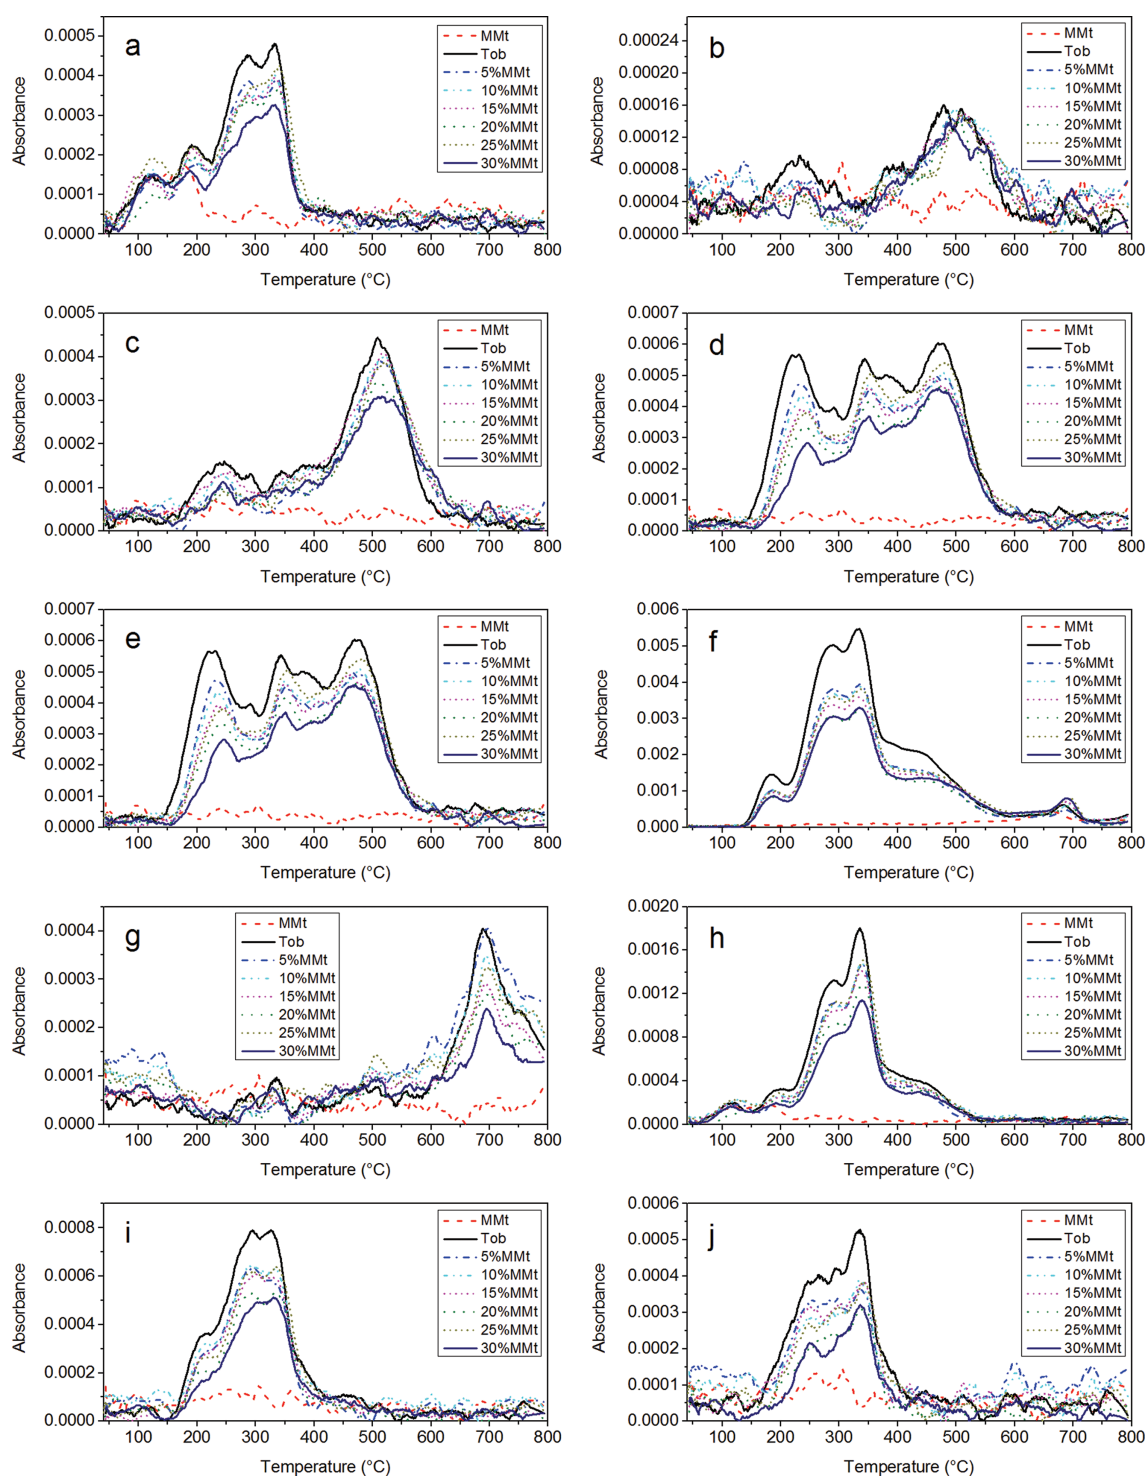 a
0.0005
0.0004
0.0003
0.0002
0.0001
0.0000
Absorbance
100 200 300 400 500 600 700 800
Temperature (°C)
MMt
Tob
5%MMt
10%MMt
15%MMt
20%MMt
25%MMt
30%MMt
b
0.00024
0.00020
0.00016
0.00012
0.00008
0.00004
0.00000
Absorbance
100 200 300 400 500 600 700 800
Temperature (°C)
MMt
Tob
5%MMt
10%MMt
15%MMt
20%MMt
25%MMt
30%MMt
c
0.0005
0.0004
0.0003
0.0002
0.0001
0.0000
Absorbance
100 200 300 400 500 600 700 800
Temperature (°C)
MMt
Tob
5%MMt
10%MMt
15%MMt
20%MMt
25%MMt
30%MMt
d
0.0007
0.0006
0.0005
0.0004
0.0003
0.0002
0.0001
0.0000
Absorbance
100 200 300 400 500 600 700 800
Temperature (°C)
MMt
Tob
5%MMt
10%MMt
15%MMt
20%MMt
25%MMt
30%MMt
e
0.0007
0.0006
0.0005
0.0004
0.0003
0.0002
0.0001
0.0000
Absorbance
100 200 300 400 500 600 700 800
Temperature (°C)
MMt
Tob
5%MMt
10%MMt
15%MMt
20%MMt
25%MMt
30%MMt
f
0.006
0.005
0.004
0.003
0.002
0.001
0.000
Absorbance
100 200 300 400 500 600 700 800
Temperature (°C)
MMt
Tob
5%MMt
10%MMt
15%MMt
20%MMt
25%MMt
30%MMt
g
0.0004
0.0003
0.0002
0.0001
0.0000
Absorbance
100 200 300 400 500 600 700 800
Temperature (°C)
MMt
Tob
5%MMt
10%MMt
15%MMt
20%MMt
25%MMt
30%MMt
h
0.0020
0.0016
0.0012
0.0008
0.0004
0.0000
Absorbance
100 200 300 400 500 600 700 800
Temperature (°C)
MMt
Tob
5%MMt
10%MMt
15%MMt
20%MMt
25%MMt
30%MMt
i
0.0008
0.0006
0.0004
0.0002
0.0000
Absorbance
100 200 300 400 500 600 700 800
Temperature (°C)
MMt
Tob
5%MMt
10%MMt
15%MMt
20%MMt
25%MMt
30%MMt
j
0.0006
0.0005
0.0004
0.0003
0.0002
0.0001
0.0000
Absorbance
100 200 300 400 500 600 700 800
Temperature (°C)
MMt
Tob
5%MMt
10%MMt
15%MMt
20%MMt
25%MMt
30%MMt